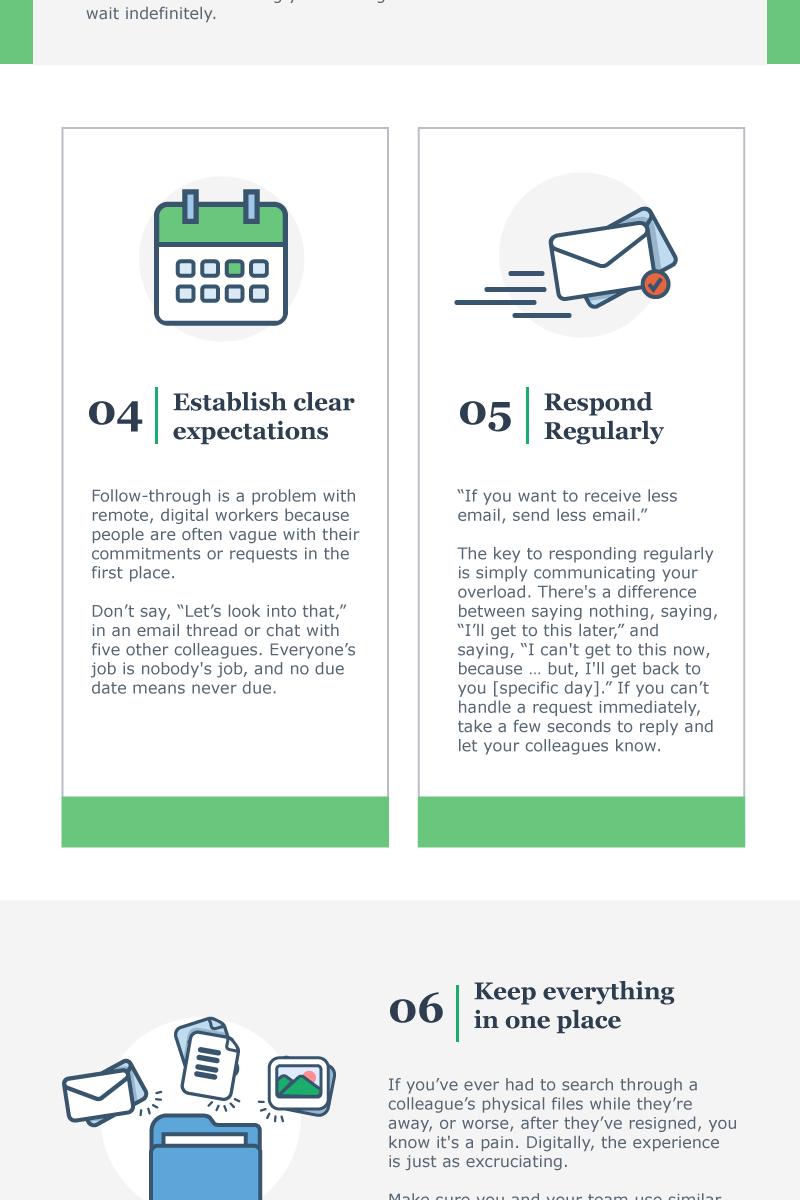 wait indefinitely.
04
Establish clear
expectations
Follow-through is a problem with
remote, digital workers because
people are often vague with their
commitments or requests in the
first place.
Don’t say, “Let’s look into that,”
in an email thread or chat with
five other colleagues. Everyone’s
job is nobody's job, and no due
date means never due.
05
Respond
Regularly
“If you want to receive less
email, send less email.”
The key to responding regularly
is simply communicating your
overload. There's a difference
between saying nothing, saying,
“I’ll get to this later,” and
saying, “I can't get to this now,
because … but, I'll get back to
you [specific day].” If you can’t
handle a request immediately,
take a few seconds to reply and
let your colleagues know.
06
Keep everything
in one place
If you’ve ever had to search through a
colleague’s physical files while they’re
away, or worse, after they’ve resigned, you
know it's a pain. Digitally, the experience
is just as excruciating.
Make sure you and your team use similar